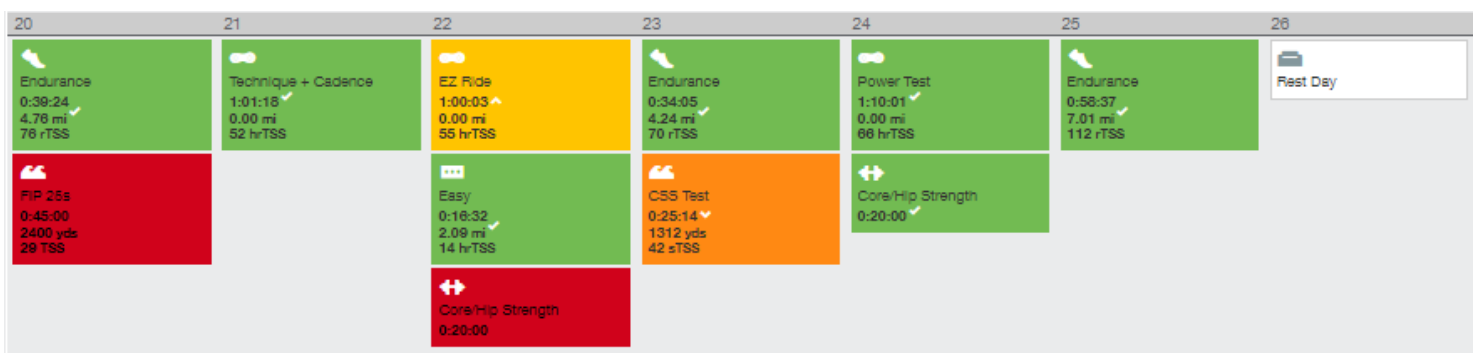 20 21 22 23 24 25 26
Endurance
0:39:24
4.76 mi
76 rTSS
FIP 25s
0:45:00
2400 yds
29 TSS
Technique + Cadence
1:01:18
0.00 mi
52 hrTSS
EZ Ride
1:00:03
0.00 mi
55 hrTSS
Easy
0:16:32
2.09 mi
14 hrTSS
Core/Hip Strength
0:20:00
Endurance
0:34:05
4.24 mi
70 rTSS
CSS Test
0:25:14
1312 yds
42 sTSS
Power Test
1:10:01
0.00 mi
66 hrTSS
Core/Hip Strength
0:20:00
Endurance
0:58:37
7.01 mi
112 rTSS
Rest Day